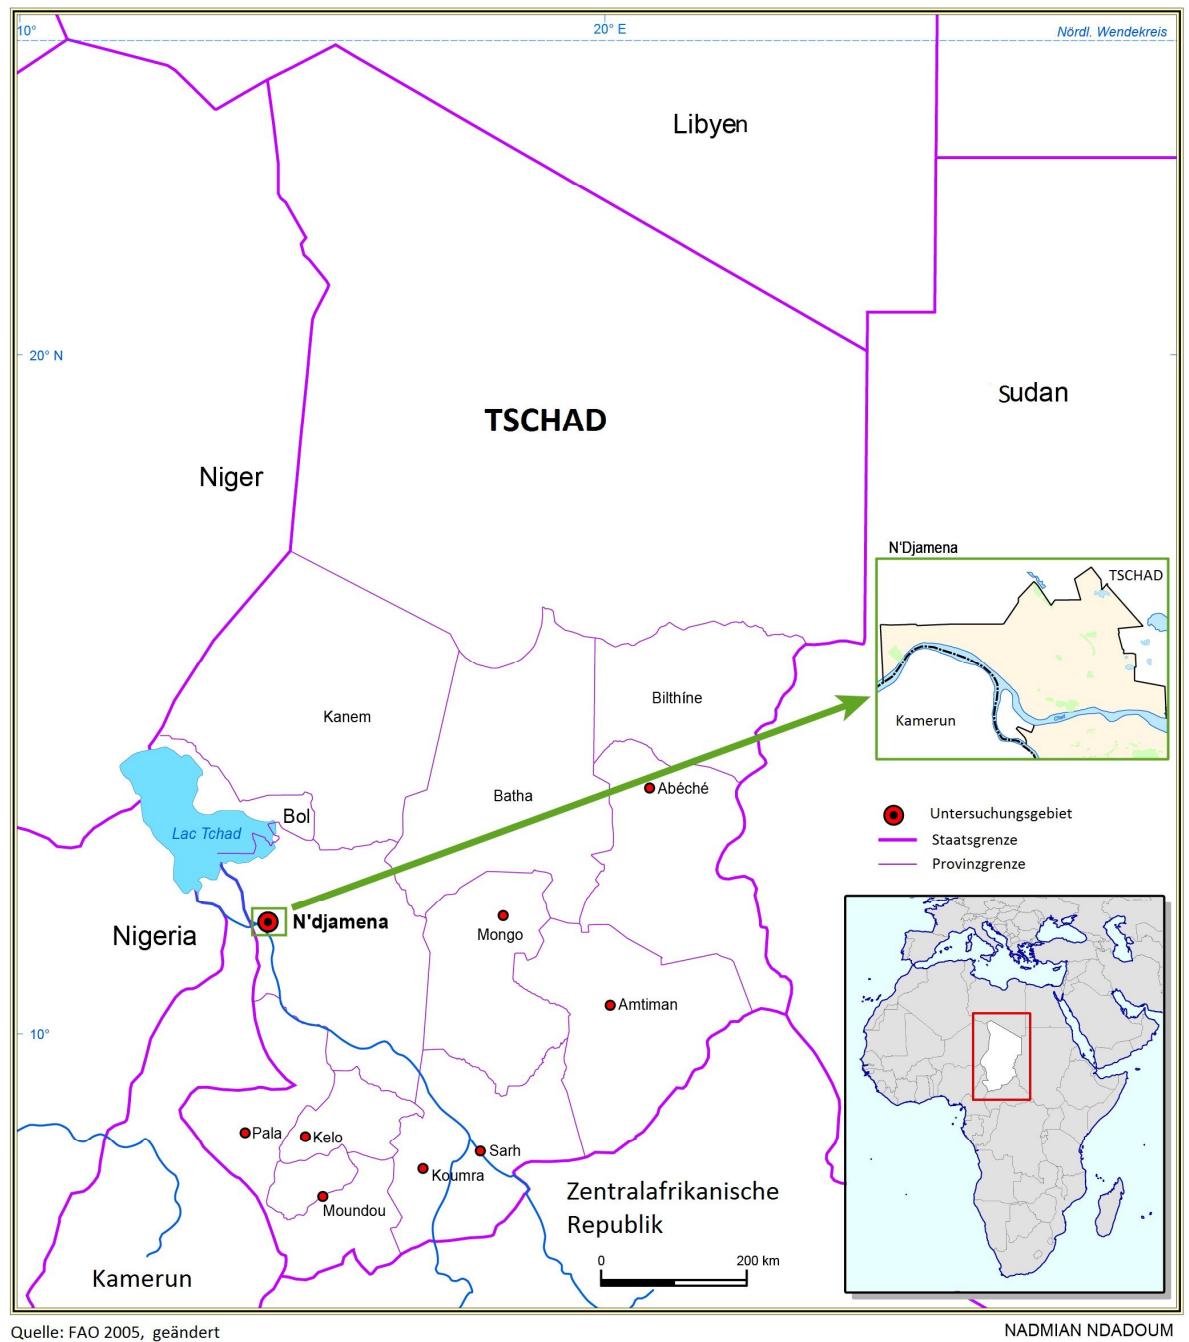 10°
20° E
Nördl. Wendekreis
Libyen
20° N
Sudan
TSCHAD
Niger
N'Djamena
TSCHAD
Kamerun
Chari
Kanem
Bilthíne
Batha
Abéché
Bol
Lac Tchad
Untersuchungsgebiet
Staatsgrenze
Provinzgrenze
Nigeria
N'djamena
Mongo
Amtiman
10°
Pala
Kelo
Sarh
Koumra
Moundou
Zentralafrikanische
Republik
0
200 km
Kamerun
Quelle: FAO 2005, geändert
NADMIAN NDADOUM